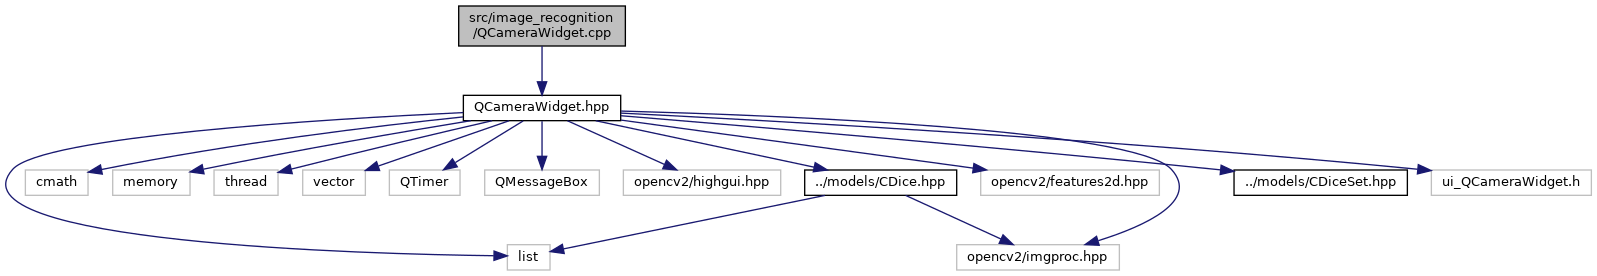 src/image_recognition
/QCameraWidget.cpp
QCameraWidget.hpp
cmath
memory
thread
vector
QTimer
QMessageBox
opencv2/highgui.hpp
../models/CDice.hpp
opencv2/features2d.hpp
../models/CDiceSet.hpp
ui_QCameraWidget.h
list
opencv2/imgproc.hpp